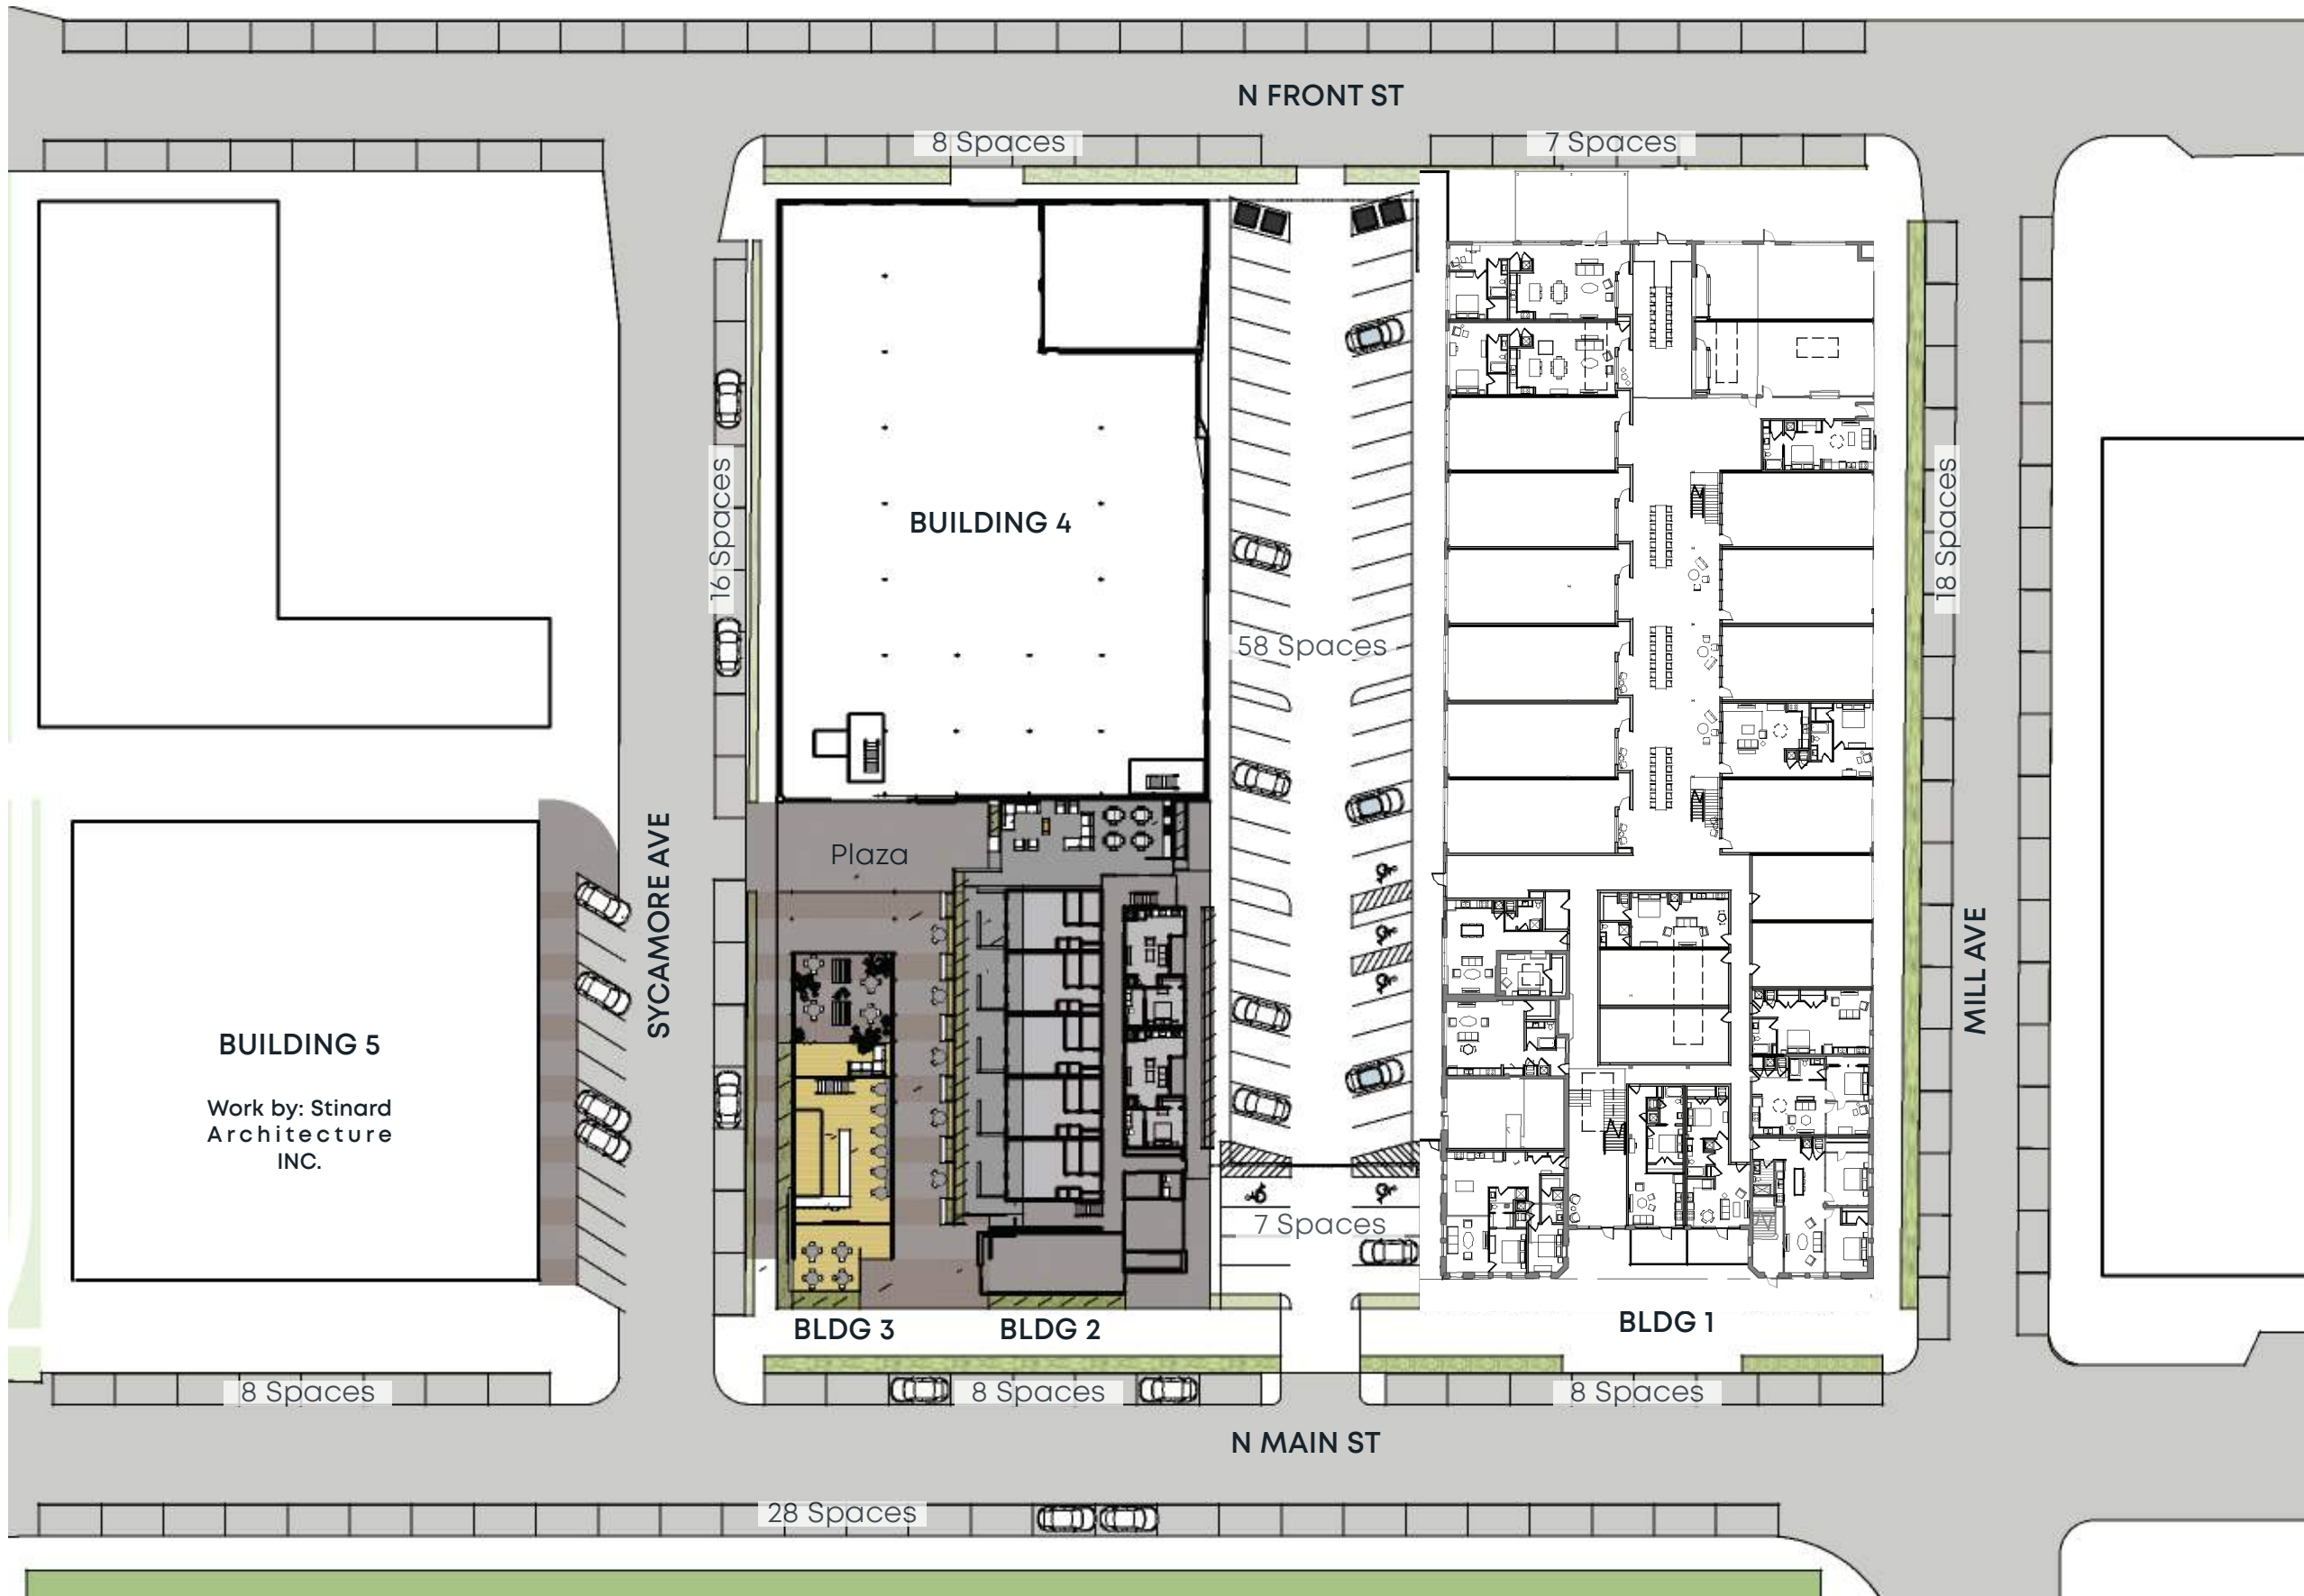 N FRONT ST
8 Spaces
7 Spaces
16 Spaces
BUILDING 4
18 Spaces
58 Spaces
SYCAMORE AVE
Plaza
MILL AVE
BUILDING 5
Work by: Stinard
Architecture
INC.
7 Spaces
BLDG 3
BLDG 2
BLDG 1
8 Spaces
8 Spaces
8 Spaces
N MAIN ST
28 Spaces